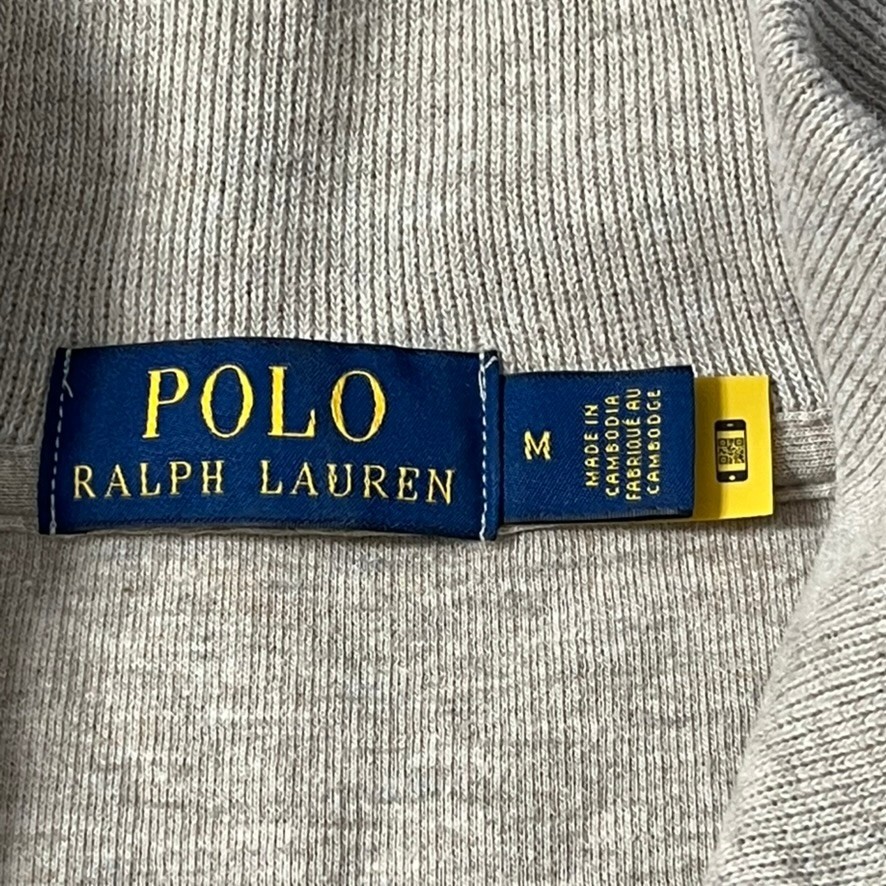 POLO
RALPH LAUREN
M
MADE IN
CAMBODIA
FABRIQUÉ AU
CAMBODGE